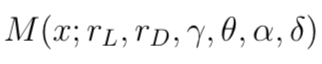 M(x; r_L, r_D, γ, θ, α, δ)